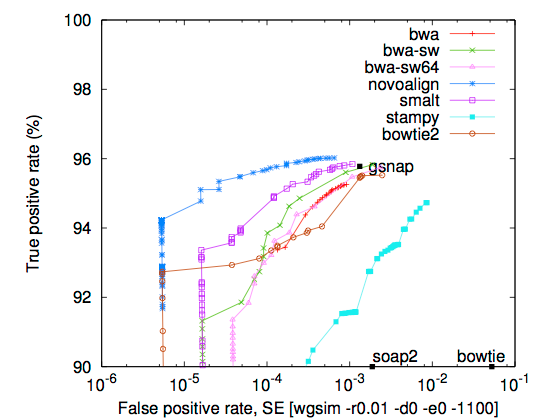 100
98
96
94
92
90
True positive rate (%)
bwa
bwa-sw
bwa-sw64
novoalign
smalt
stampy
bowtie2
gsnap
soap2
bowtie
10-6
10-5
10-4
10-3
10-2
10-1
False positive rate, SE [wgsim -r0.01 -d0 -e0 -1100]